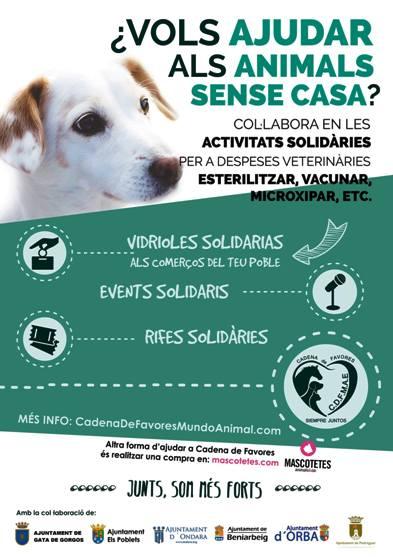 ¿VOLS AJUDAR
ALS ANIMALS
SENSE CASA?
COL·LABORA EN LES
ACTIVITATS SOLIDÀRIES
PER A DESPESES VETERINÀRIES
ESTERILITZAR, VACUNAR,
MICROXIPAR, ETC.
VIDRIOLES SOLIDARIAS
ALS COMERÇOS DEL TEU POBLE
EVENTS SOLIDARIS
RIFES SOLIDÀRIES
CADENA DE FAVORES
C.D.F.M.A.E.
SIEMPRE JUNTOS
MÉS INFO: CadenaDeFavoresMundoAnimal.com
Altra forma d'ajudar a Cadena de Favores
és realitzar una compra en: mascotetes.com
MASCOTETES
JUNTS, SOM MÉS FORTS
Amb la col laboració de:
AJUNTAMENT DE
GATA DE GORGOS
Ajuntament
Els Poblets
AJUNTAMENT
D'ONDARA
Ajuntament de
Beniarbeig
Ajuntament
d'ORBA
Ajuntament de Pedreguer